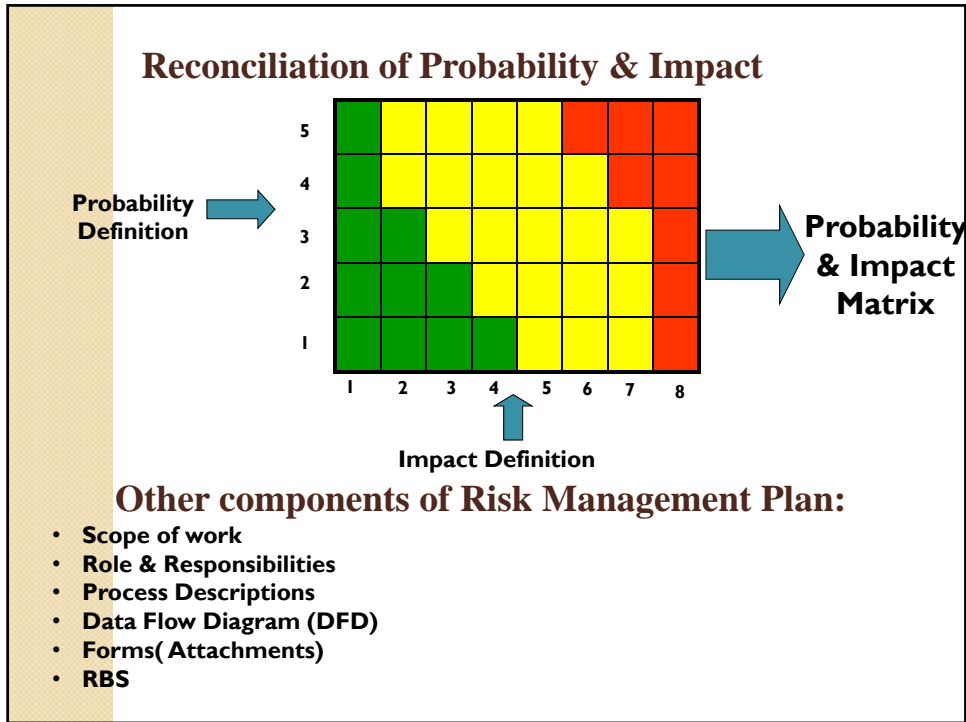 Reconciliation of Probability & Impact
5
4
Probability
Definition
3
2
1
1 2 3 4 5 6 7 8
Probability
& Impact
Matrix
Impact Definition
Other components of Risk Management Plan:
• Scope of work
• Role & Responsibilities
• Process Descriptions
• Data Flow Diagram (DFD)
• Forms( Attachments)
• RBS